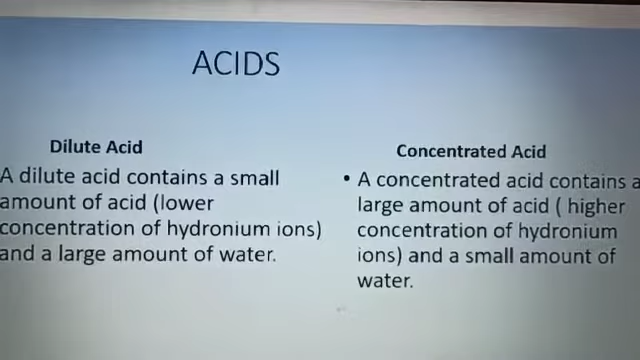 ACIDS
Dilute Acid
A dilute acid contains a small
amount of acid (lower
concentration of hydronium ions)
and a large amount of water.
Concentrated Acid
• A concentrated acid contains a
large amount of acid ( higher
concentration of hydronium
ions) and a small amount of
water.